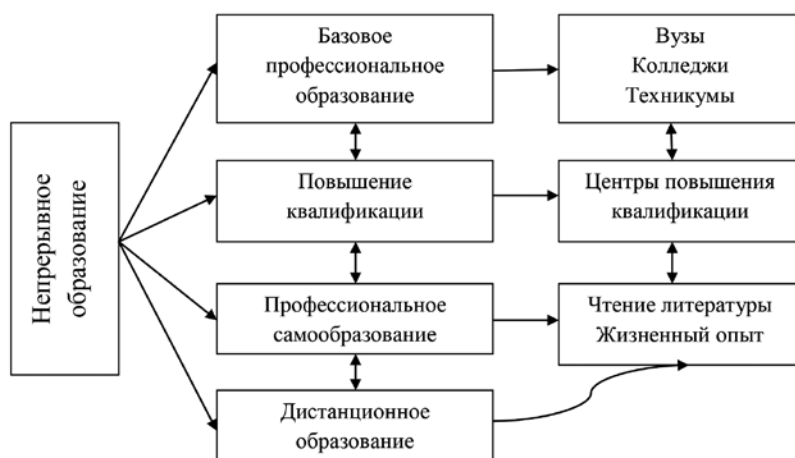 Непрерывное
образование
Базовое
профессиональное
образование
Вузы
Колледжи
Техникумы
Повышение
квалификации
Центры повышения
квалификации
Профессиональное
самообразование
Чтение литературы
Жизненный опыт
Дистанционное
образование